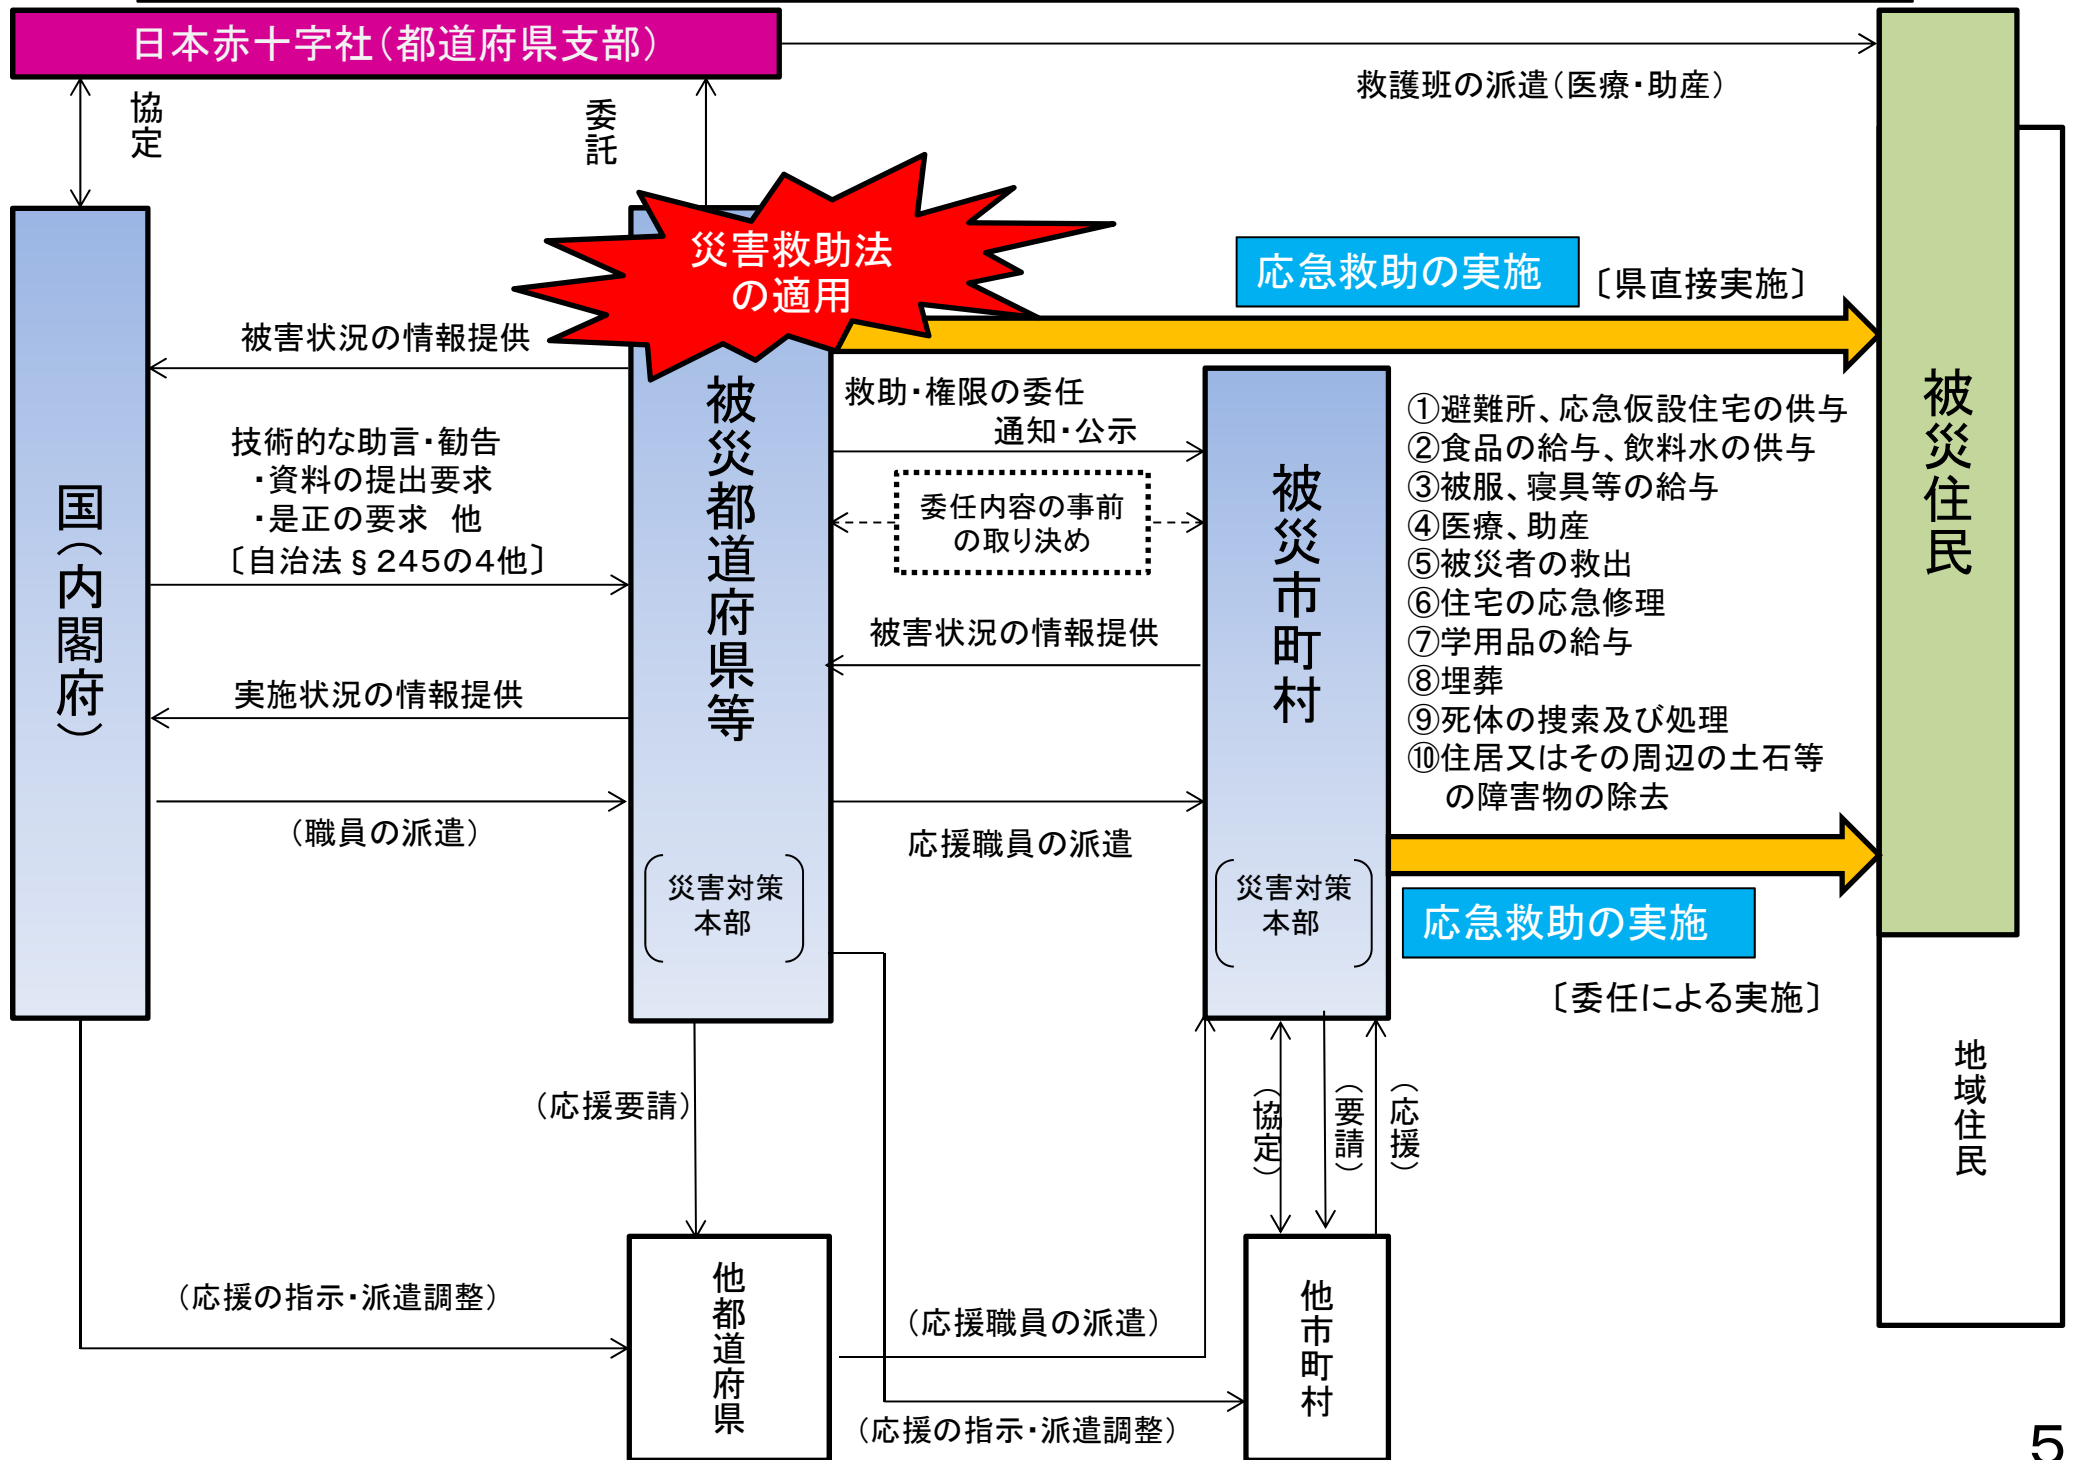 日本赤十字社（都道府県支部）
救護班の派遣（医療・助産）
協定
委託
災害救助法
の適用
応急救助の実施
〔県直接実施〕
被害状況の情報提供
技術的な助言・勧告
・資料の提出要求
・是正の要求　他
〔自治法§245の4他〕
実施状況の情報提供
（職員の派遣）
国（内閣府）
被災都道府県等
災害対策
本部
救助・権限の委任
通知・公示
委任内容の事前
の取り決め
被害状況の情報提供
応援職員の派遣
被災市町村
災害対策
本部
①避難所、応急仮設住宅の供与
②食品の給与、飲料水の供与
③被服、寝具等の給与
④医療、助産
⑤被災者の救出
⑥住宅の応急修理
⑦学用品の給与
⑧埋葬
⑨死体の捜索及び処理
⑩住居又はその周辺の土石等
の障害物の除去
応急救助の実施
〔委任による実施〕
被災住民
地域住民
（応援要請）
（協定）
（要請）
（応援）
（応援の指示・派遣調整）
他都道府県
（応援職員の派遣）
（応援の指示・派遣調整）
他市町村
5